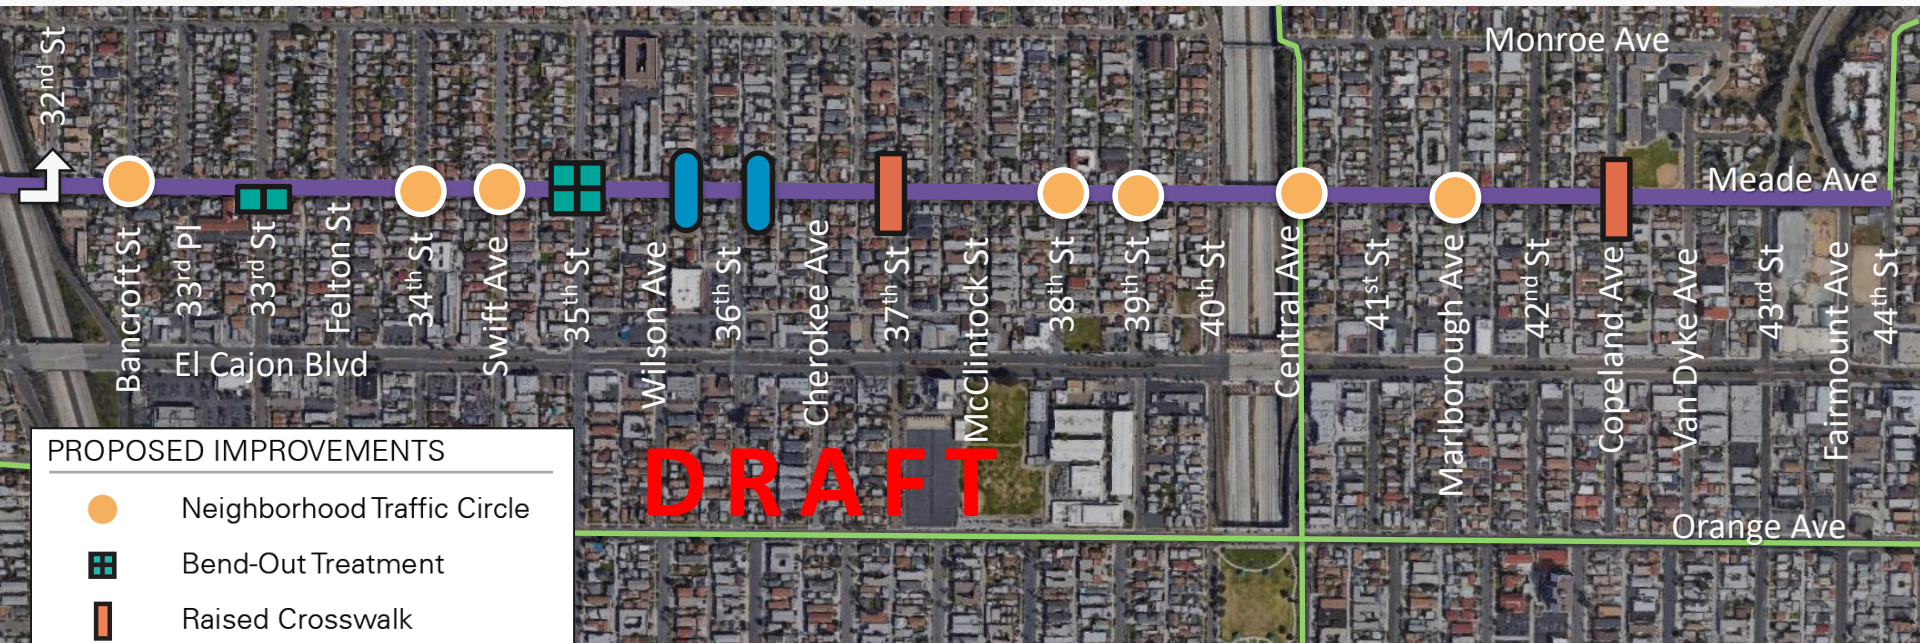 32nd St
Monroe Ave
Meade Ave
Bancroft St
33rd Pl
33rd St
Felton St
34th St
Swift Ave
35th St
Wilson Ave
36th St
Cherokee Ave
37th St
McClintock St
38th St
39th St
40th St
Central Ave
41st St
Marlborough Ave
42nd St
Copeland Ave
Van Dyke Ave
43rd St
Fairmount Ave
44th St
El Cajon Blvd
DRAFT
Orange Ave
PROPOSED IMPROVEMENTS
Neighborhood Traffic Circle
Bend-Out Treatment
Raised Crosswalk